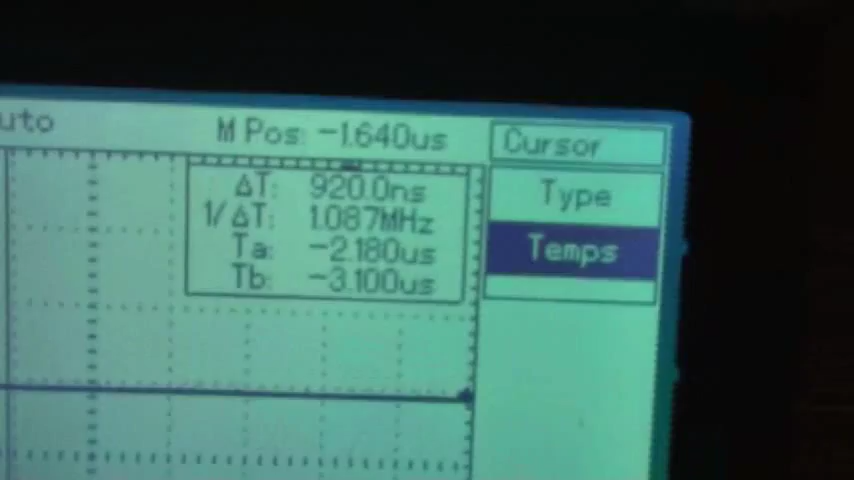 uto
M Pos: -1.640us
Cursor
ΔT: 920.0ns
1/ΔT: 1.087MHz
Ta: -2.180us
Tb: -3.100us
Type
Temps